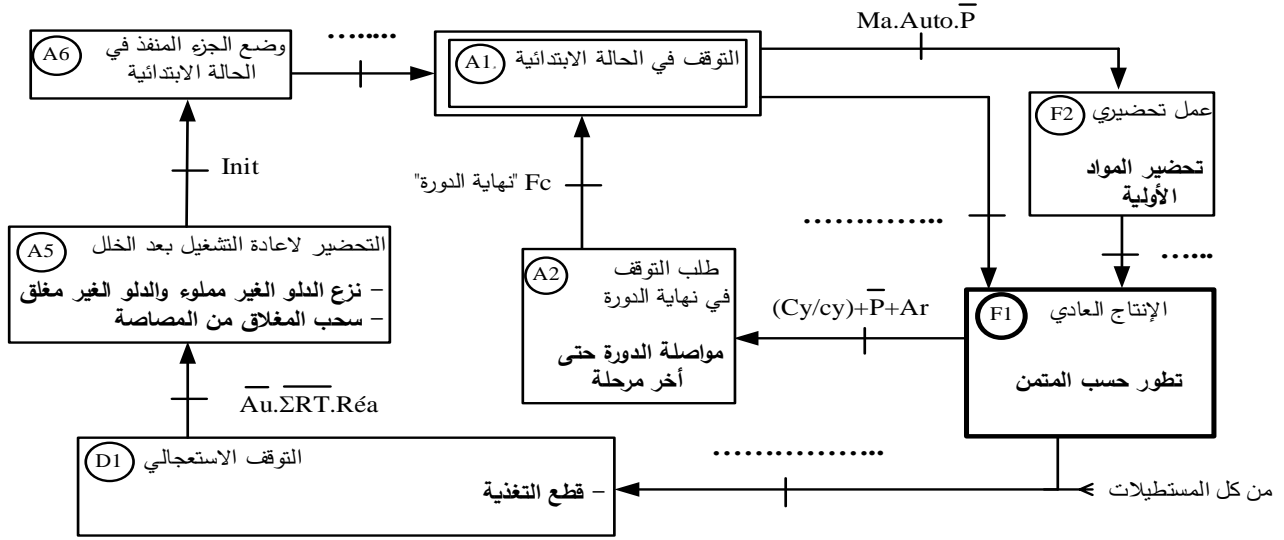 Ma.Auto.P̅
........
A6
وضع الجزء المنفذ في
الحالة الابتدائية
A1.
التوقف في الحالة الابتدائية
F2
عمل تحضيري
تحضير المواد
الأولية
Init
Fc "نهاية الدورة"
..............
......
A5
التحضير لاعادة التشغيل بعد الخلل
– نزع الدلو الغير مملوء والدلو الغير مغلق
– سحب المغلاق من المصاصة
A2
طلب التوقف
في نهاية الدورة
مواصلة الدورة حتى
أخر مرحلة
(Cy/cy)+P̅+Ar
F1
الإنتاج العادي
تطور حسب المتمن
A̅u̅.Σ̅R̅T̅.Réa
D1
التوقف الاستعجالي
– قطع التغذية
.................
من كل المستطيلات